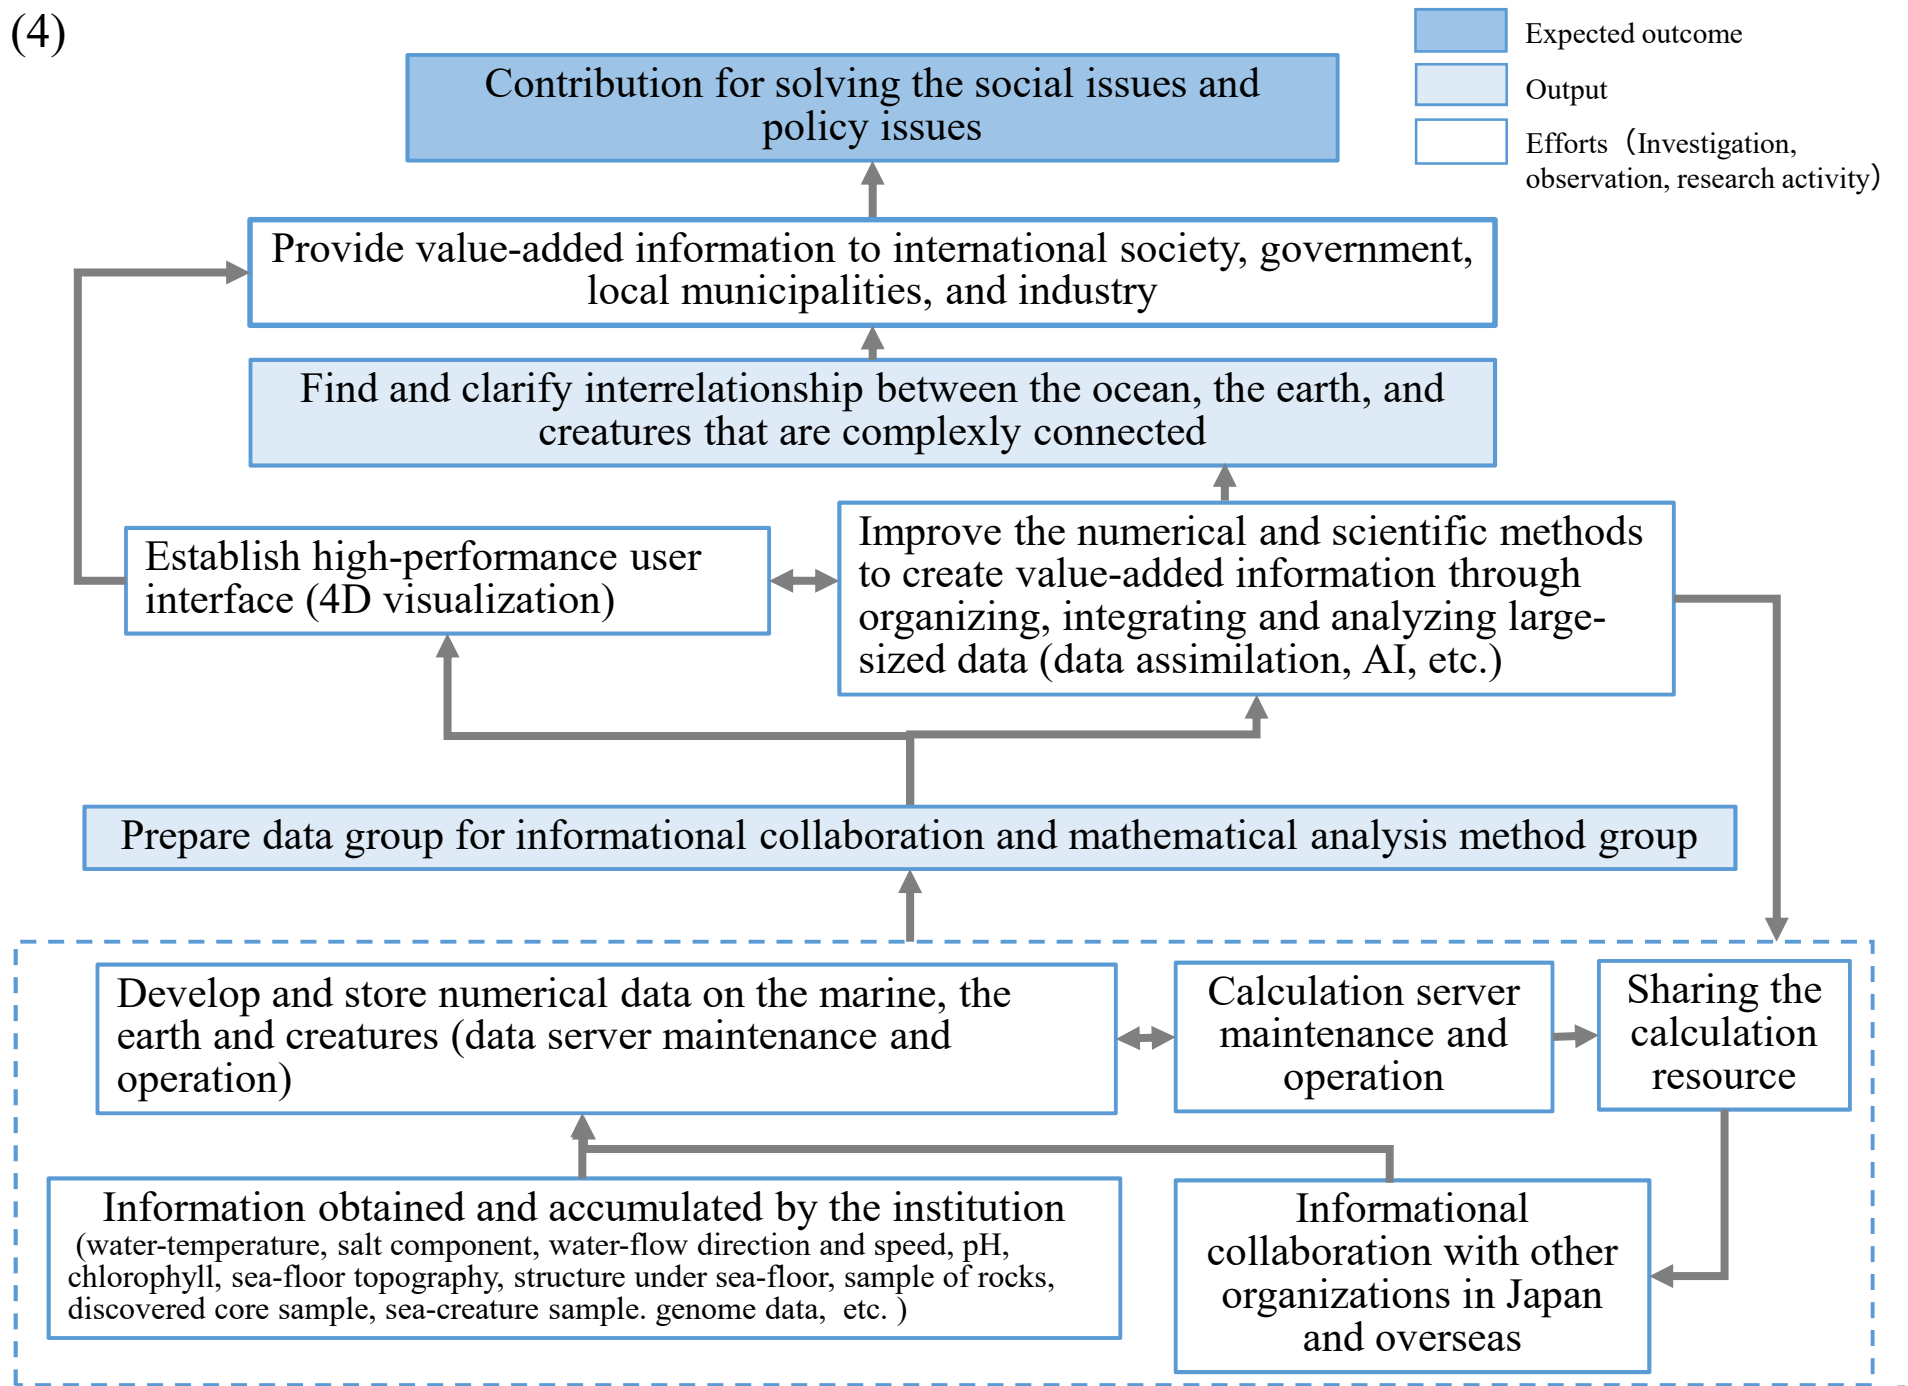 (4)
Expected outcome
Output
Efforts（Investigation,
observation, research activity）
Contribution for solving the social issues and
policy issues
Provide value-added information to international society, government,
local municipalities, and industry
Find and clarify interrelationship between the ocean, the earth, and
creatures that are complexly connected
Establish high-performance user
interface (4D visualization)
Improve the numerical and scientific methods
to create value-added information through
organizing, integrating and analyzing large-
sized data (data assimilation, AI, etc.)
Prepare data group for informational collaboration and mathematical analysis method group
Develop and store numerical data on the marine, the
earth and creatures (data server maintenance and
operation)
Calculation server
maintenance and
operation
Sharing the
calculation
resource
Information obtained and accumulated by the institution
(water-temperature, salt component, water-flow direction and speed, pH,
chlorophyll, sea-floor topography, structure under sea-floor, sample of rocks,
discovered core sample, sea-creature sample. genome data, etc. )
Informational
collaboration with other
organizations in Japan
and overseas